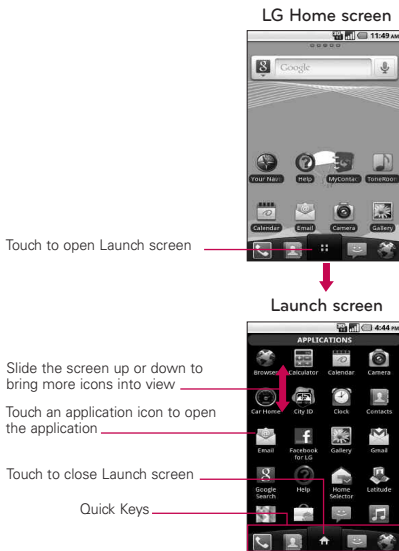 LG Home screen
11:49 AM
8 Google
Your Navi Help MyContac ToneRoom
Calendar Email Camera Gallery
Touch to open Launch screen
Launch screen
4:44 PM
APPLICATIONS
Browser Calculator Calendar Camera
Slide the screen up or down to
bring more icons into view
Car Home City ID Clock Contacts
Touch an application icon to open
the application
Email Facebook for LG Gallery Gmail
Touch to close Launch screen
Google Search Help Home Selector Latitude
Quick Keys